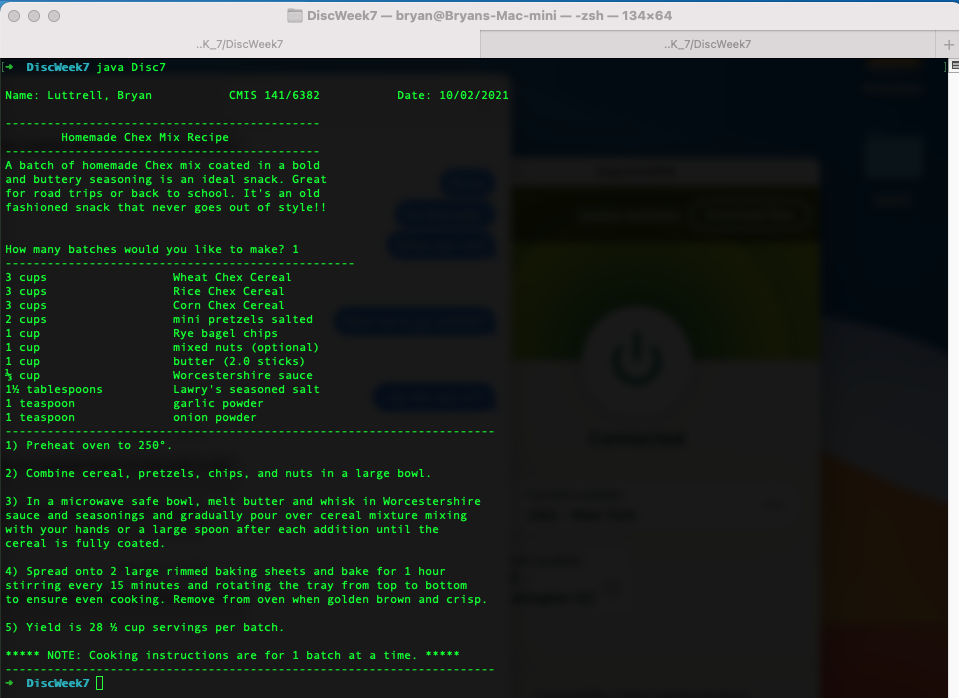 DiscWeek7 — bryan@Bryans-Mac-mini — -zsh — 134×64
..K_7/DiscWeek7 ..K_7/DiscWeek7 +
[➜ DiscWeek7 java Disc7 ]
Name: Luttrell, Bryan CMIS 141/6382 Date: 10/02/2021
---------------------------------------------
Homemade Chex Mix Recipe
---------------------------------------------
A batch of homemade Chex mix coated in a bold
and buttery seasoning is an ideal snack. Great
for road trips or back to school. It's an old
fashioned snack that never goes out of style!!
How many batches would you like to make? 1
--------------------------------------------------
3 cups Wheat Chex Cereal
3 cups Rice Chex Cereal
3 cups Corn Chex Cereal
2 cups mini pretzels salted
1 cup Rye bagel chips
1 cup mixed nuts (optional)
1 cup butter (2.0 sticks)
⅓ cup Worcestershire sauce
1½ tablespoons Lawry's seasoned salt
1 teaspoon garlic powder
1 teaspoon onion powder
----------------------------------------------------------------------
1) Preheat oven to 250°.
2) Combine cereal, pretzels, chips, and nuts in a large bowl.
3) In a microwave safe bowl, melt butter and whisk in Worcestershire
sauce and seasonings and gradually pour over cereal mixture mixing
with your hands or a large spoon after each addition until the
cereal is fully coated.
4) Spread onto 2 large rimmed baking sheets and bake for 1 hour
stirring every 15 minutes and rotating the tray from top to bottom
to ensure even cooking. Remove from oven when golden brown and crisp.
5) Yield is 28 ½ cup servings per batch.
***** NOTE: Cooking instructions are for 1 batch at a time. *****
----------------------------------------------------------------------
➜ DiscWeek7